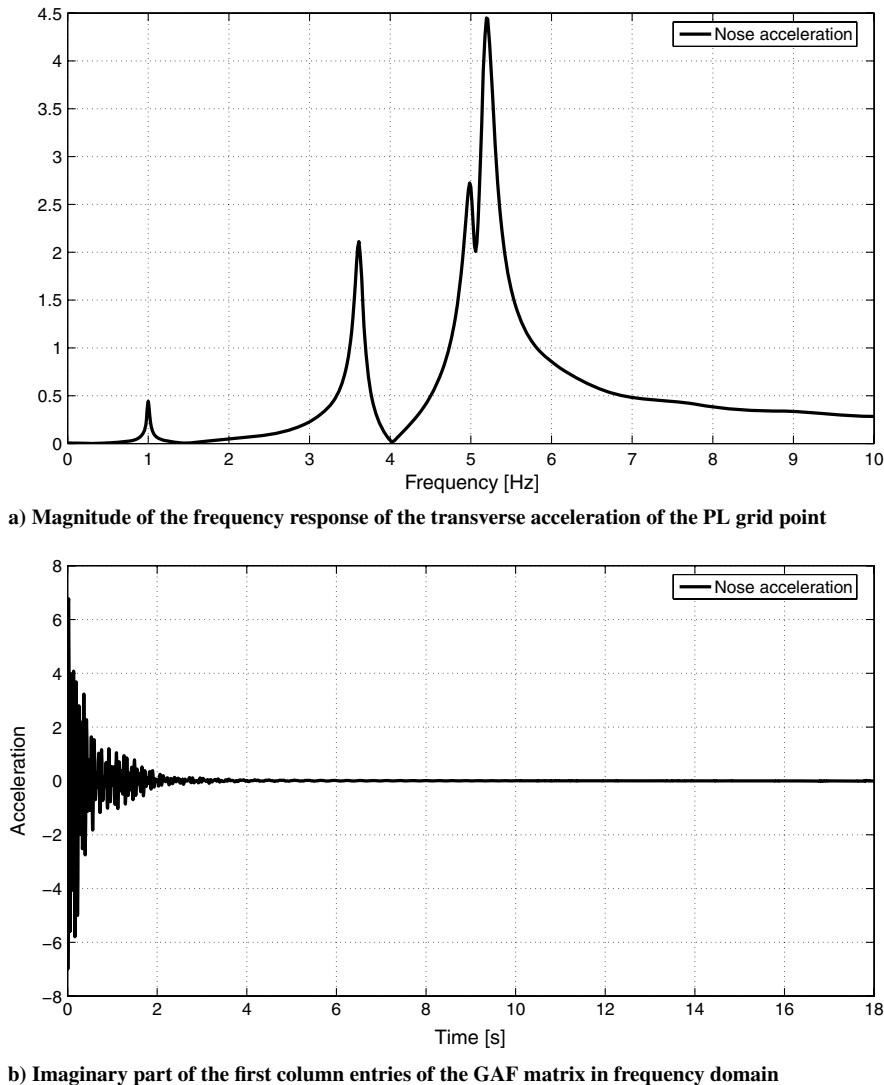 4.5
Nose acceleration
4
3.5
3
2.5
2
1.5
1
0.5
0
0 1 2 3 4 5 6 7 8 9 10
Frequency [Hz]
a) Magnitude of the frequency response of the transverse acceleration of the PL grid point
8
Nose acceleration
6
4
2
0
−2
−4
−6
−8
Acceleration
0 2 4 6 8 10 12 14 16 18
Time [s]
b) Imaginary part of the first column entries of the GAF matrix in frequency domain